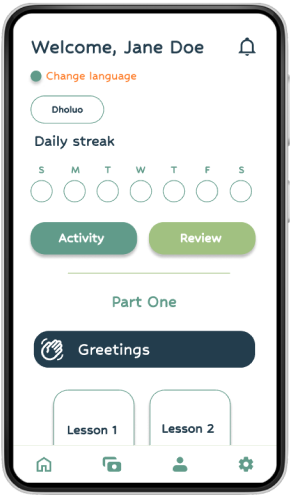 Welcome, Jane Doe
Change language
Dholuo
Daily streak
S M T W T F S
Activity Review
Part One
Greetings
Lesson 1 Lesson 2